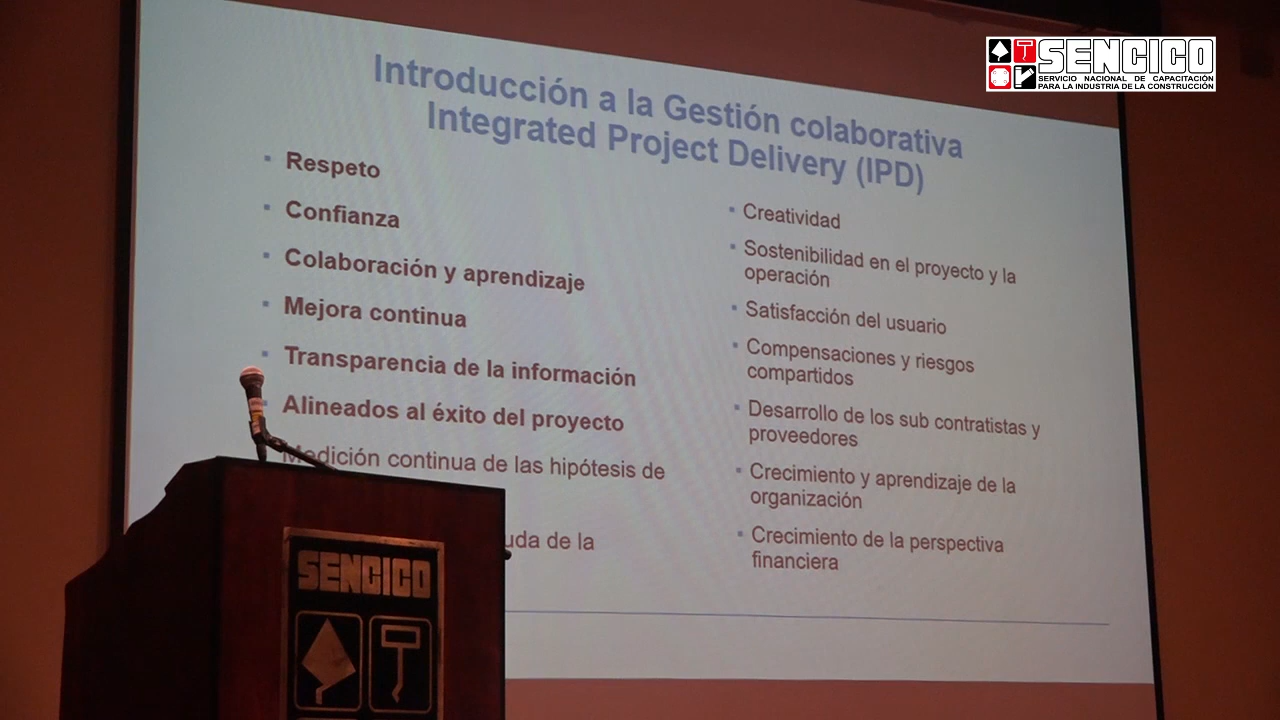 SENCICO
SERVICIO NACIONAL DE CAPACITACIÓN
PARA LA INDUSTRIA DE LA CONSTRUCCIÓN
Introducción a la Gestión colaborativa
Integrated Project Delivery (IPD)
▪ Respeto
▪ Confianza
▪ Colaboración y aprendizaje
▪ Mejora continua
▪ Transparencia de la información
▪ Alineados al éxito del proyecto
Medición continua de las hipótesis de
de la
▪ Creatividad
▪ Sostenibilidad en el proyecto y la
operación
▪ Satisfacción del usuario
▪ Compensaciones y riesgos
compartidos
▪ Desarrollo de los sub contratistas y
proveedores
▪ Crecimiento y aprendizaje de la
organización
▪ Crecimiento de la perspectiva
financiera
SENCICO